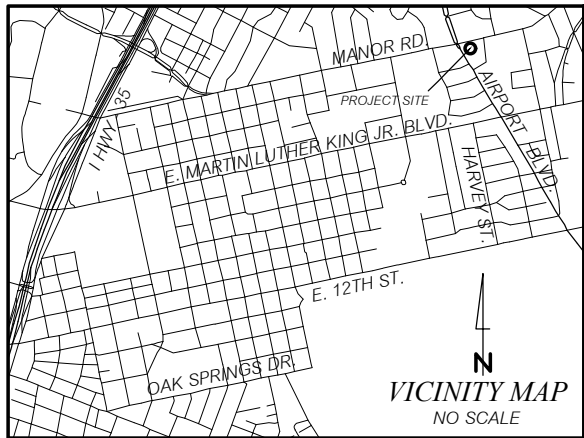 MANOR RD.
PROJECT SITE
I HWY 35
AIRPORT BLVD.
E. MARTIN LUTHER KING JR. BLVD.
HARVEY ST.
E. 12TH ST.
OAK SPRINGS DR.
N
VICINITY MAP
NO SCALE